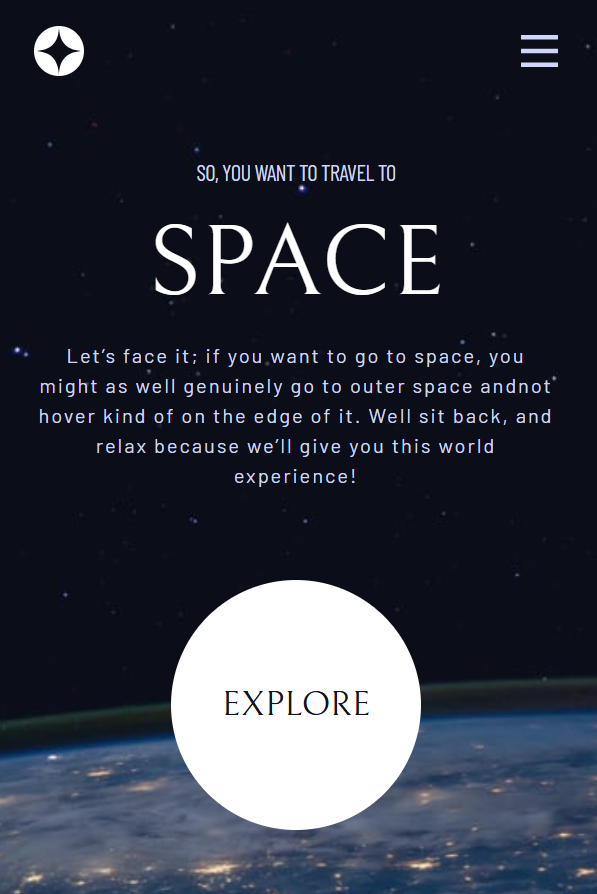 SO, YOU WANT TO TRAVEL TO
SPACE
Let’s face it; if you want to go to space, you
might as well genuinely go to outer space andnot
hover kind of on the edge of it. Well sit back, and
relax because we’ll give you this world
experience!
EXPLORE